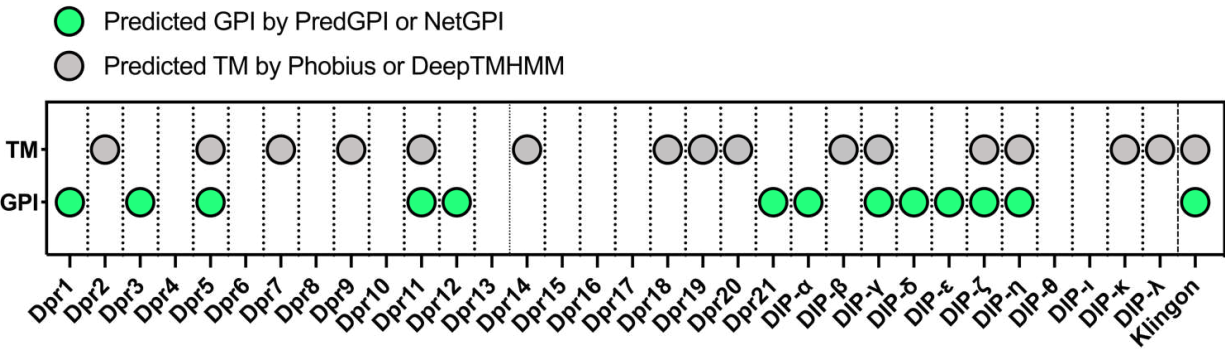 Predicted GPI by PredGPI or NetGPI
Predicted TM by Phobius or DeepTMHMM
TM
GPI
Dpr1
Dpr2
Dpr3
Dpr4
Dpr5
Dpr6
Dpr7
Dpr8
Dpr9
Dpr10
Dpr11
Dpr12
Dpr13
Dpr14
Dpr15
Dpr16
Dpr17
Dpr18
Dpr19
Dpr20
Dpr21
DIP-α
DIP-β
DIP-γ
DIP-δ
DIP-ε
DIP-ζ
DIP-η
DIP-θ
DIP-ι
DIP-κ
DIP-λ
Klingon